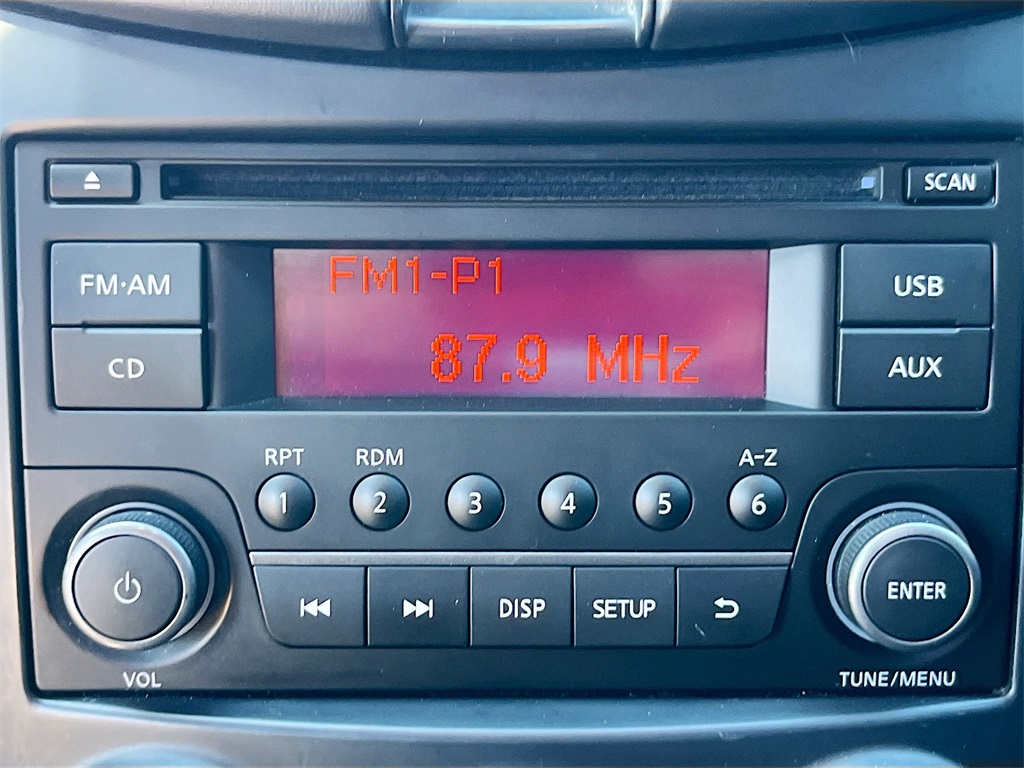 SCAN
FM·AM
FM1-P1
USB
87.9 MHz
CD
AUX
RPT RDM A-Z
1 2 3 4 5 6
DISP SETUP
ENTER
VOL
TUNE/MENU